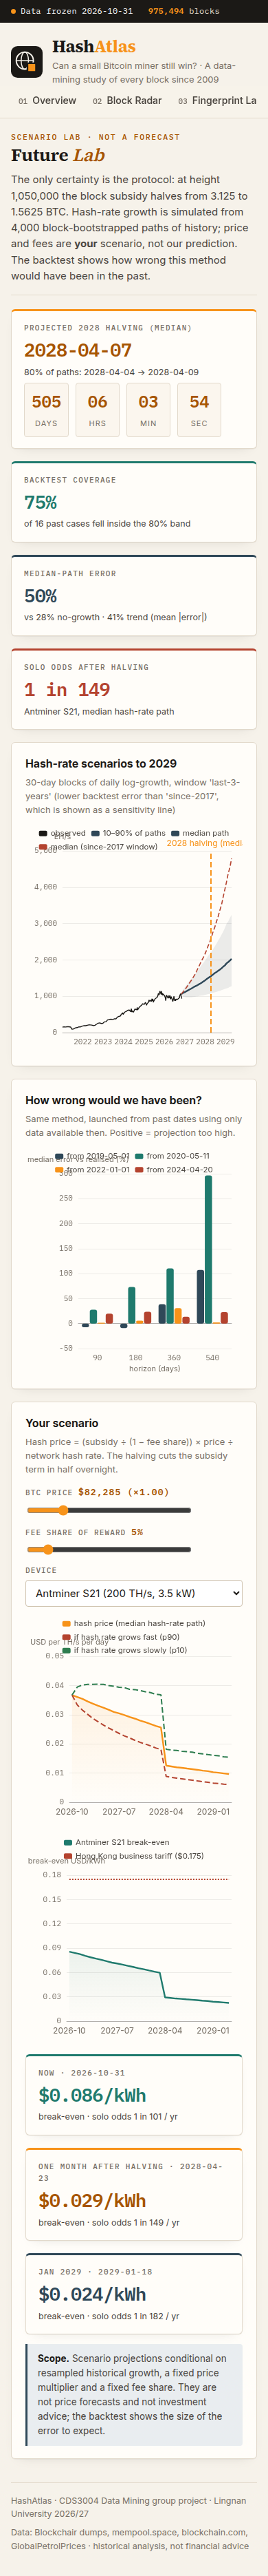 Data frozen 2026-10-31 975,494 blocks
HashAtlas
Can a small Bitcoin miner still win? · A data-
mining study of every block since 2009
01 Overview 02 Block Radar 03 Fingerprint La
SCENARIO LAB · NOT A FORECAST
Future Lab
The only certainty is the protocol: at height
1,050,000 the block subsidy halves from 3.125 to
1.5625 BTC. Hash-rate growth is simulated from
4,000 block-bootstrapped paths of history; price
and fees are your scenario, not our prediction.
The backtest shows how wrong this method
would have been in the past.
PROJECTED 2028 HALVING (MEDIAN)
2028-04-07
80% of paths: 2028-04-04 → 2028-04-09
505 06 03 54
DAYS HRS MIN SEC
BACKTEST COVERAGE
75%
of 16 past cases fell inside the 80% band
MEDIAN-PATH ERROR
50%
vs 28% no-growth · 41% trend (mean |error|)
SOLO ODDS AFTER HALVING
1 in 149
Antminer S21, median hash-rate path
Hash-rate scenarios to 2029
30-day blocks of daily log-growth, window 'last-3-
years' (lower backtest error than 'since-2017',
which is shown as a sensitivity line)
observed 10–90% of paths median path
median (since-2017 window)
EH/s
2028 halving (medi
5,000
4,000
3,000
2,000
1,000
0
2022 2023 2024 2025 2026 2027 2028 2029
How wrong would we have been?
Same method, launched from past dates using only
data available then. Positive = projection too high.
from 2019-05-01 from 2020-05-11
median error vs realised (%)
from 2022-01-01 from 2024-04-20
300
250
200
150
100
50
0
-50
90 180 360 540
horizon (days)
Your scenario
Hash price = (subsidy ÷ (1 − fee share)) × price ÷
network hash rate. The halving cuts the subsidy
term in half overnight.
BTC PRICE $82,285 (×1.00)
FEE SHARE OF REWARD 5%
DEVICE
Antminer S21 (200 TH/s, 3.5 kW)
hash price (median hash-rate path)
if hash rate grows fast (p90)
USD per TH/s per day
if hash rate grows slowly (p10)
0.05
0.04
0.03
0.02
0.01
0
2026-10 2027-07 2028-04 2029-01
Antminer S21 break-even
Hong Kong business tariff ($0.175)
break-even USD/kWh
0.18
0.15
0.12
0.09
0.06
0.03
0
2026-10 2027-07 2028-04 2029-01
NOW · 2026-10-31
$0.086/kWh
break-even · solo odds 1 in 101 / yr
ONE MONTH AFTER HALVING · 2028-04-
23
$0.029/kWh
break-even · solo odds 1 in 149 / yr
JAN 2029 · 2029-01-18
$0.024/kWh
break-even · solo odds 1 in 182 / yr
Scope. Scenario projections conditional on
resampled historical growth, a fixed price
multiplier and a fixed fee share. They are
not price forecasts and not investment
advice; the backtest shows the size of the
error to expect.
HashAtlas · CDS3004 Data Mining group project · Lingnan
University 2026/27
Data: Blockchair dumps, mempool.space, blockchain.com,
GlobalPetrolPrices · historical analysis, not financial advice